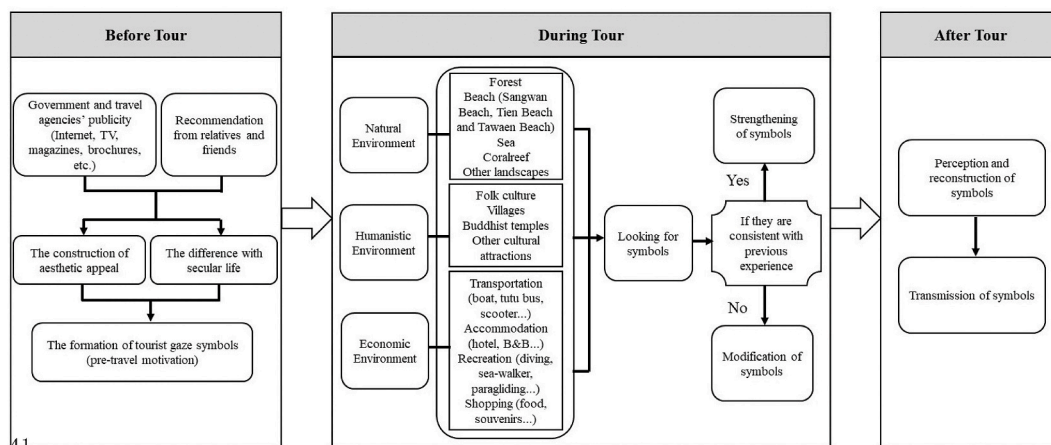 Before Tour
Government and travel
agencies' publicity
(Internet, TV,
magazines, brochures,
etc.)
Recommendation
from relatives and
friends
The construction of
aesthetic appeal
The difference with
secular life
The formation of tourist gaze symbols
(pre-travel motivation)
During Tour
Natural
Environment
Forest
Beach (Sangwan
Beach, Tien Beach
and Tawaen Beach)
Sea
Coralreef
Other landscapes
Humanistic
Environment
Folk culture
Villages
Buddhist temples
Other cultural
attractions
Economic
Environment
Transportation
(boat, tutu bus,
scooter...)
Accommodation
(hotel, B&B...)
Recreation (diving,
sea-walker,
paragliding...)
Shopping (food,
souvenirs...)
Looking for
symbols
Strengthening
of symbols
Yes
If they are
consistent with
previous
experience
No
Modification of
symbols
After Tour
Perception and
reconstruction of
symbols
Transmission of symbols